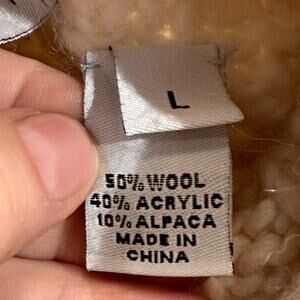 L
50% WOOL
40% ACRYLIC
10% ALPACA
MADE IN
CHINA